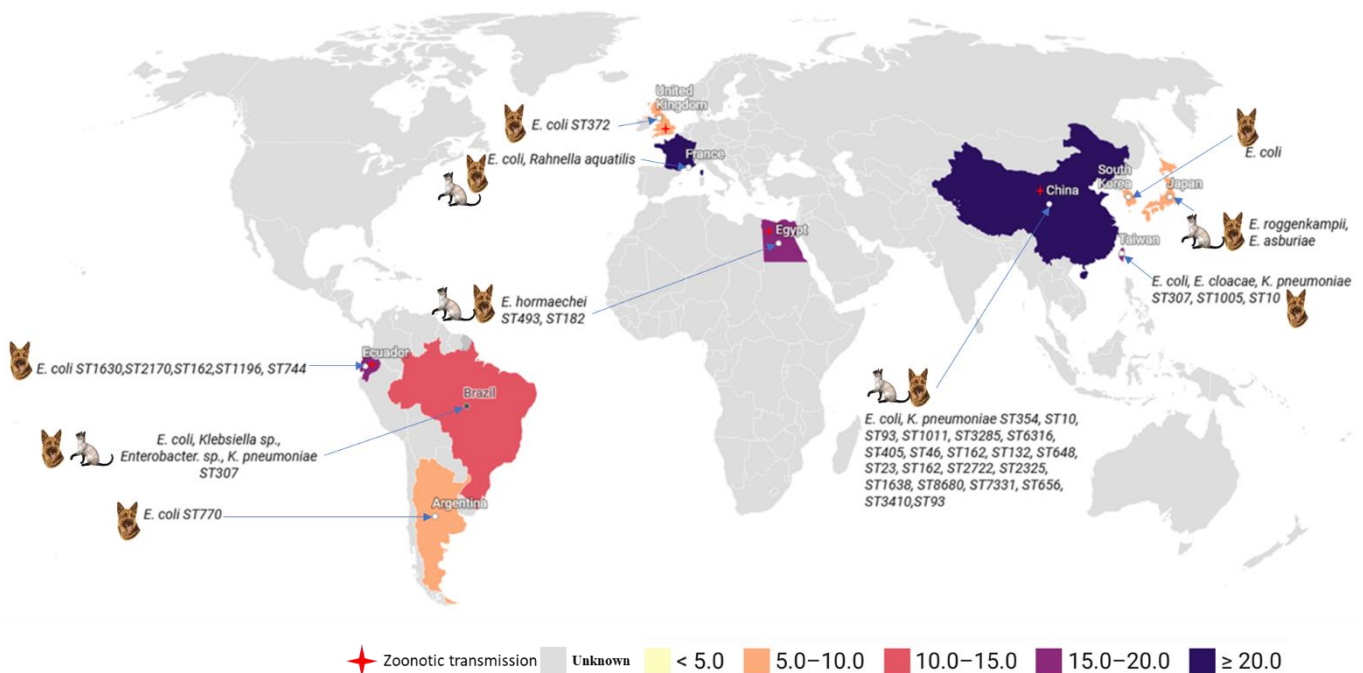 United
Kingdom
E. coli ST372
E. coli, Rahnella aquatilis
France
E. coli
South
Korea
Japan
China
E. roggenkampii,
E. asburiae
Egypt
Taiwan
E. coli, E. cloacae, K. pneumoniae
ST307, ST1005, ST10
E. hormaechei
ST493, ST182
Ecuador
E. coli ST1630,ST2170,ST162,ST1196, ST744
Brazil
E. coli, Klebsiella sp.,
Enterobacter. sp., K. pneumoniae
ST307
E. coli, K. pneumoniae ST354, ST10,
ST93, ST1011, ST3285, ST6316,
ST405, ST46, ST162, ST132, ST648,
ST23, ST162, ST2722, ST2325,
ST1638, ST8680, ST7331, ST656,
ST3410,ST93
Argentina
E. coli ST770
Zoonotic transmission Unknown < 5.0 5.0–10.0 10.0–15.0 15.0–20.0 ≥ 20.0